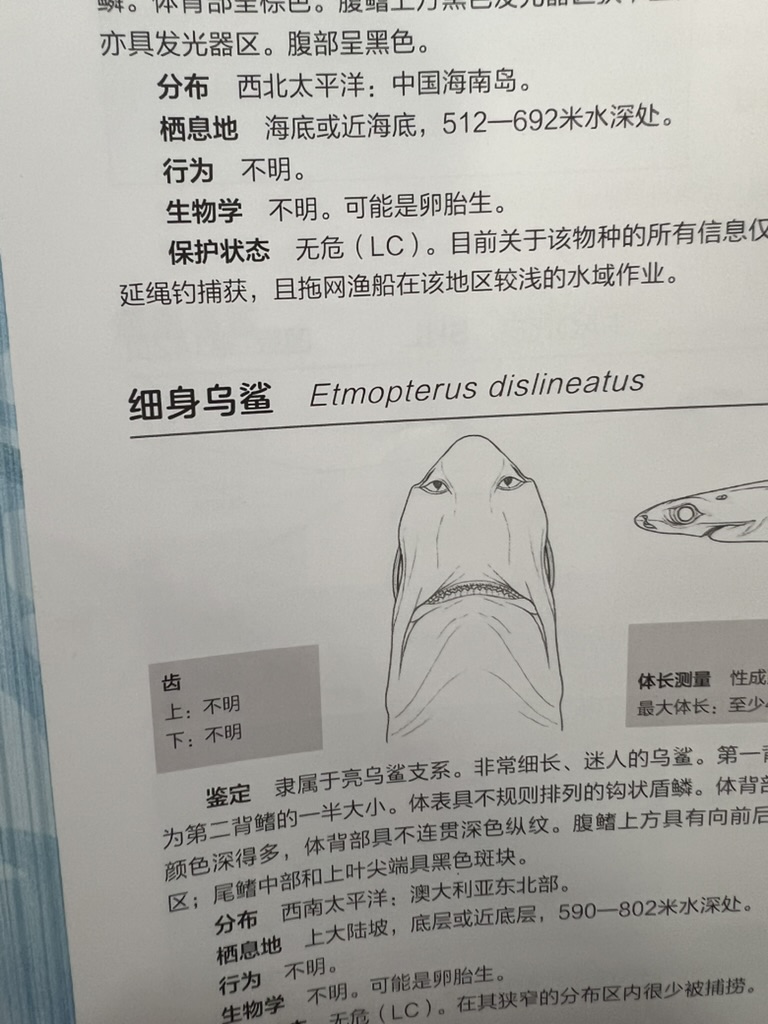 鳞。体背部呈棕色。腹鳍上方黑色发光器区
亦具发光器区。腹部呈黑色。
分布 西北太平洋：中国海南岛。
栖息地 海底或近海底，512—692米水深处。
行为 不明。
生物学 不明。可能是卵胎生。
保护状态 无危（LC）。目前关于该物种的所有信息仅
延绳钓捕获，且拖网渔船在该地区较浅的水域作业。
细身乌鲨 Etmopterus dislineatus
齿
上：不明
下：不明
体长测量 性成
最大体长：至少
鉴定 隶属于亮乌鲨支系。非常细长、迷人的乌鲨。第一背
为第二背鳍的一半大小。体表具不规则排列的钩状盾鳞。体背部
颜色深得多，体背部具不连贯深色纵纹。腹鳍上方具有向前后
区；尾鳍中部和上叶尖端具黑色斑块。
分布 西南太平洋：澳大利亚东北部。
栖息地 上大陆坡，底层或近底层，590—802米水深处。
行为 不明。
生物学 不明。可能是卵胎生。
无危（LC）。在其狭窄的分布区内很少被捕捞。